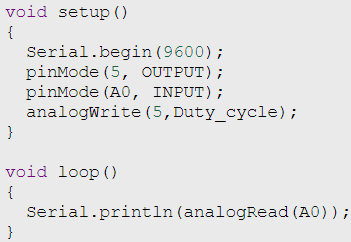 void setup()
{
  Serial.begin(9600);
  pinMode(5, OUTPUT);
  pinMode(A0, INPUT);
  analogWrite(5,Duty_cycle);
}

void loop()
{
  Serial.println(analogRead(A0));
}